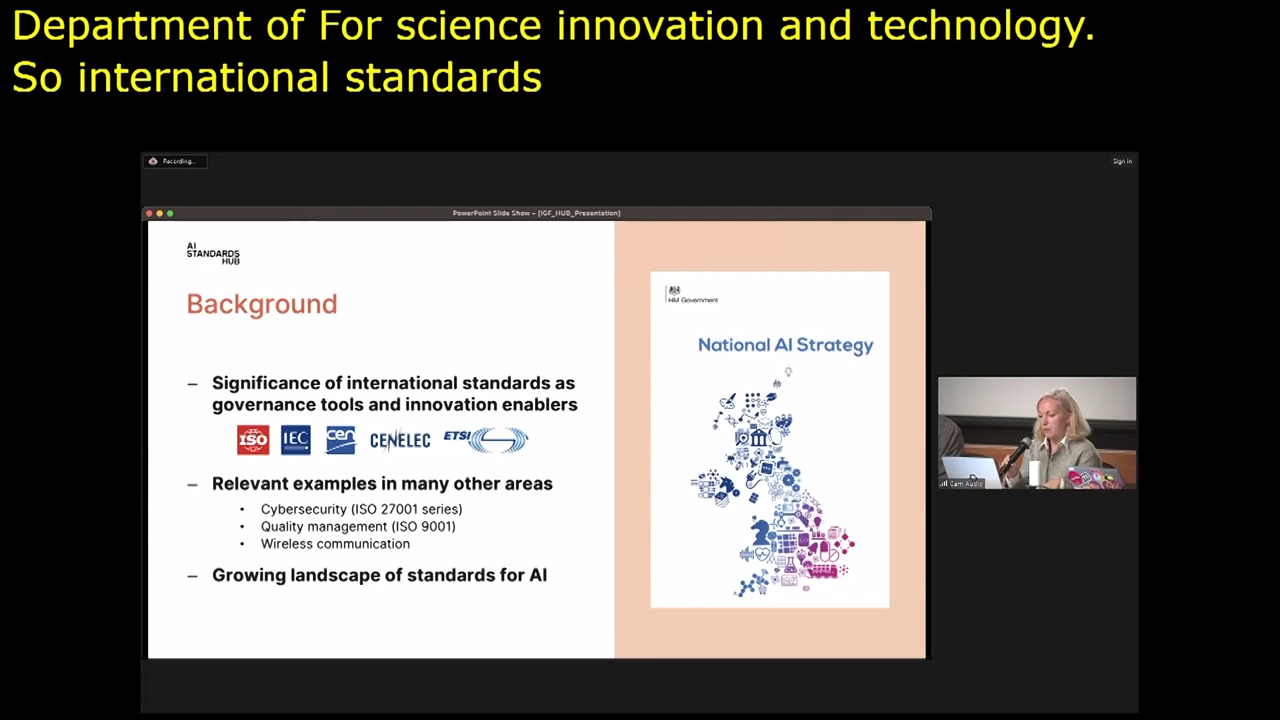 Department of For science innovation and technology.
So international standards
Recording...
Sign in
PowerPoint Slide Show – [IGF_HUB_Presentation]
AI
STANDARDS
HUB
Background
– Significance of international standards as
governance tools and innovation enablers
ISO IEC cen CENELEC ETSI
– Relevant examples in many other areas
• Cybersecurity (ISO 27001 series)
• Quality management (ISO 9001)
• Wireless communication
– Growing landscape of standards for AI
HM Government
National AI Strategy
Cam Audio